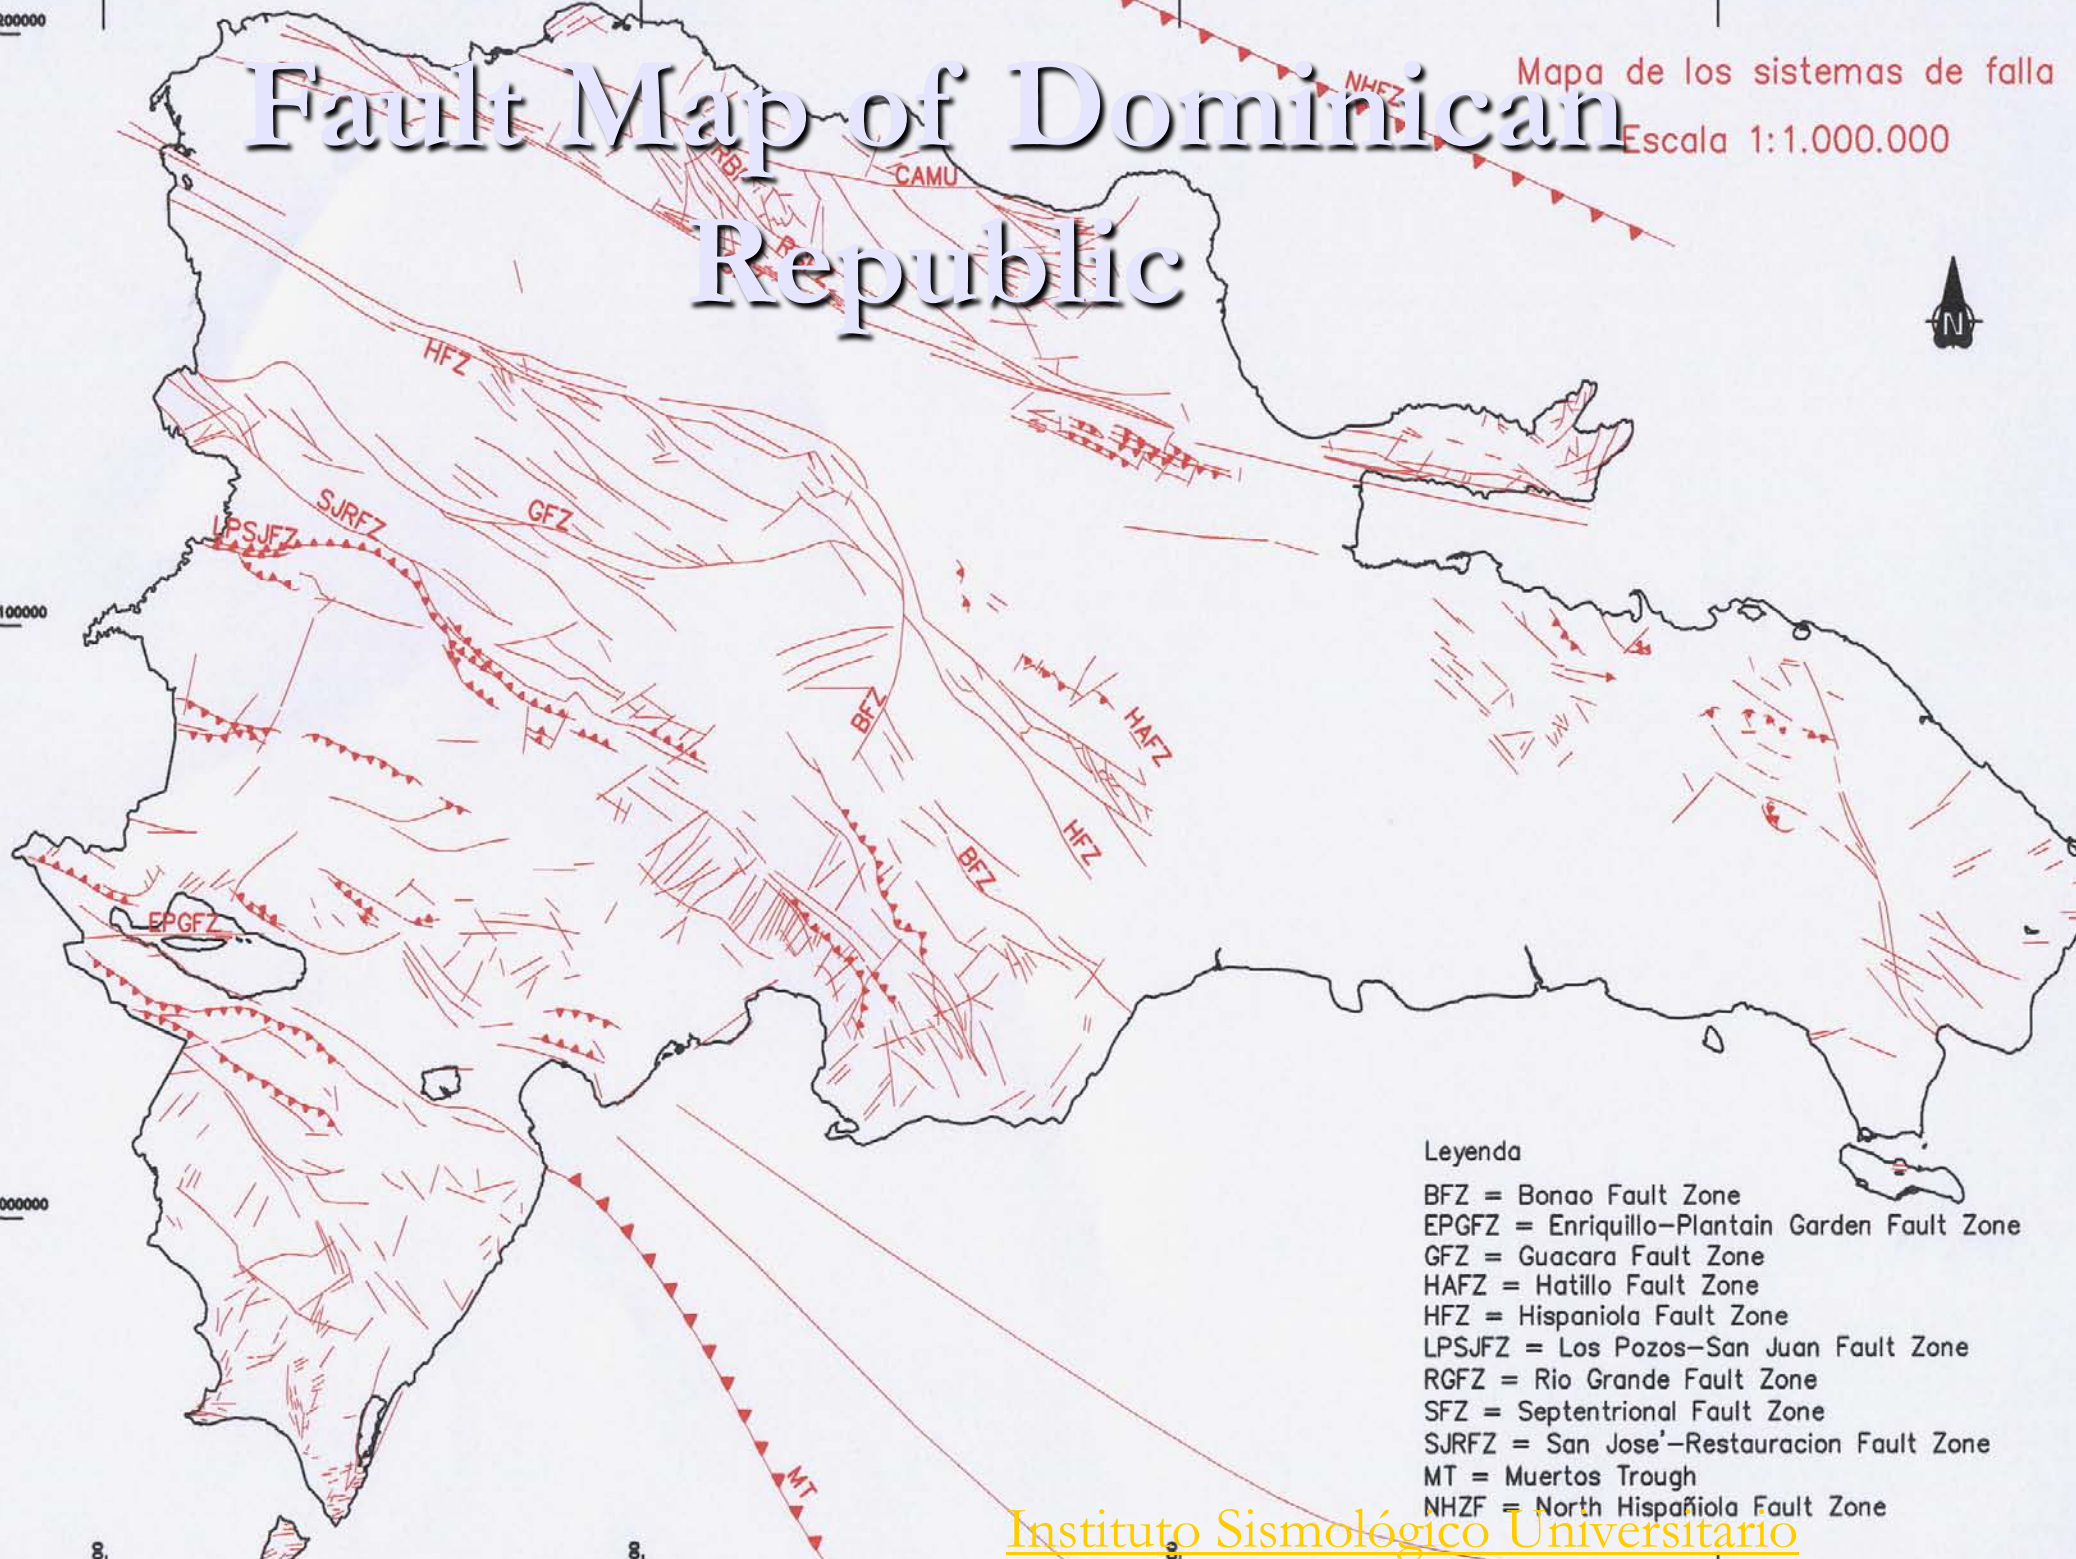 Fault Map of Dominican
Republic
Mapa de los sistemas de falla
Escala 1:1.000.000
NHFZ
CAMU
HFZ
SJRFZ
GFZ
LPSJFZ
BFZ
HAFZ
HFZ
BFZ
EPGFZ
MT
N
Leyenda
BFZ = Bonao Fault Zone
EPGFZ = Enriquillo-Plantain Garden Fault Zone
GFZ = Guacara Fault Zone
HAFZ = Hatillo Fault Zone
HFZ = Hispaniola Fault Zone
LPSJFZ = Los Pozos-San Juan Fault Zone
RGFZ = Rio Grande Fault Zone
SFZ = Septentrional Fault Zone
SJRFZ = San Jose'-Restauracion Fault Zone
MT = Muertos Trough
NHZF = North Hispañiola Fault Zone
Instituto Sismológico Universitario